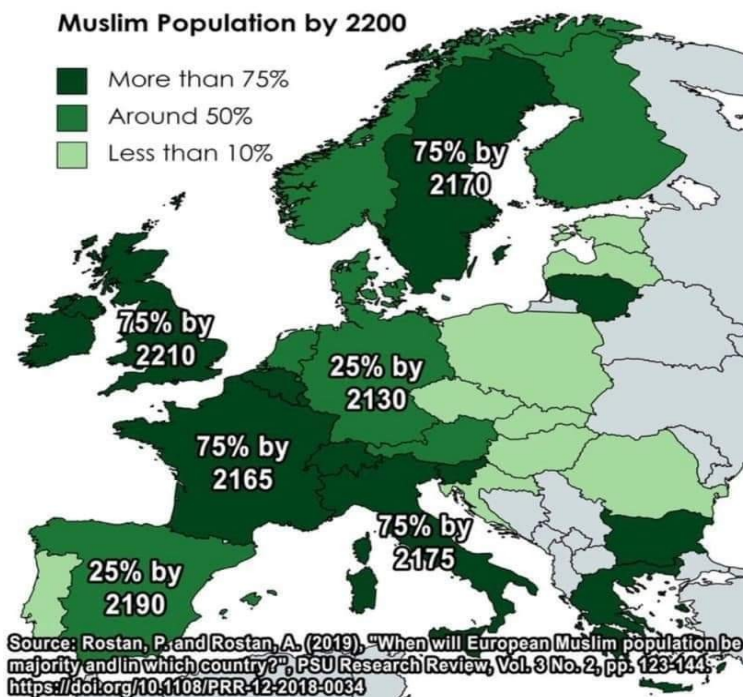 Muslim Population by 2200
More than 75%
Around 50%
Less than 10%
75% by
2170
75% by
2210
25% by
2130
75% by
2165
75% by
2175
25% by
2190
Source: Rostan, P. and Rostan, A. (2019), "When will European Muslim population be
majority and in which country?", PSU Research Review, Vol. 3 No. 2, pp. 123-144.
https://doi.org/10.1108/PRR-12-2018-0034